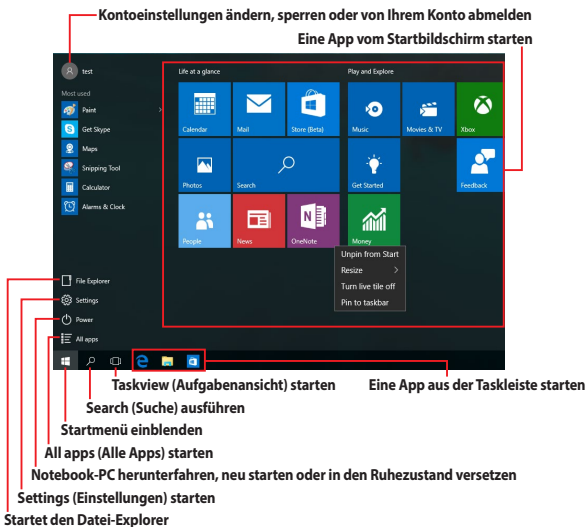 Kontoeinstellungen ändern, sperren oder von Ihrem Konto abmelden
Eine App vom Startbildschirm starten
test
Life at a glance
Play and Explore
Most used
Paint
Get Skype
Maps
Snipping Tool
Calculator
Alarms & Clock
Calendar
Mail
Store (Beta)
Music
Movies & TV
Xbox
Photos
Search
Get Started
Feedback
People
News
OneNote
Money
Unpin from Start
Resize
Turn live tile off
Pin to taskbar
File Explorer
Settings
Power
All apps
Taskview (Aufgabenansicht) starten
Eine App aus der Taskleiste starten
Search (Suche) ausführen
Startmenü einblenden
All apps (Alle Apps) starten
Notebook-PC herunterfahren, neu starten oder in den Ruhezustand versetzen
Settings (Einstellungen) starten
Startet den Datei-Explorer